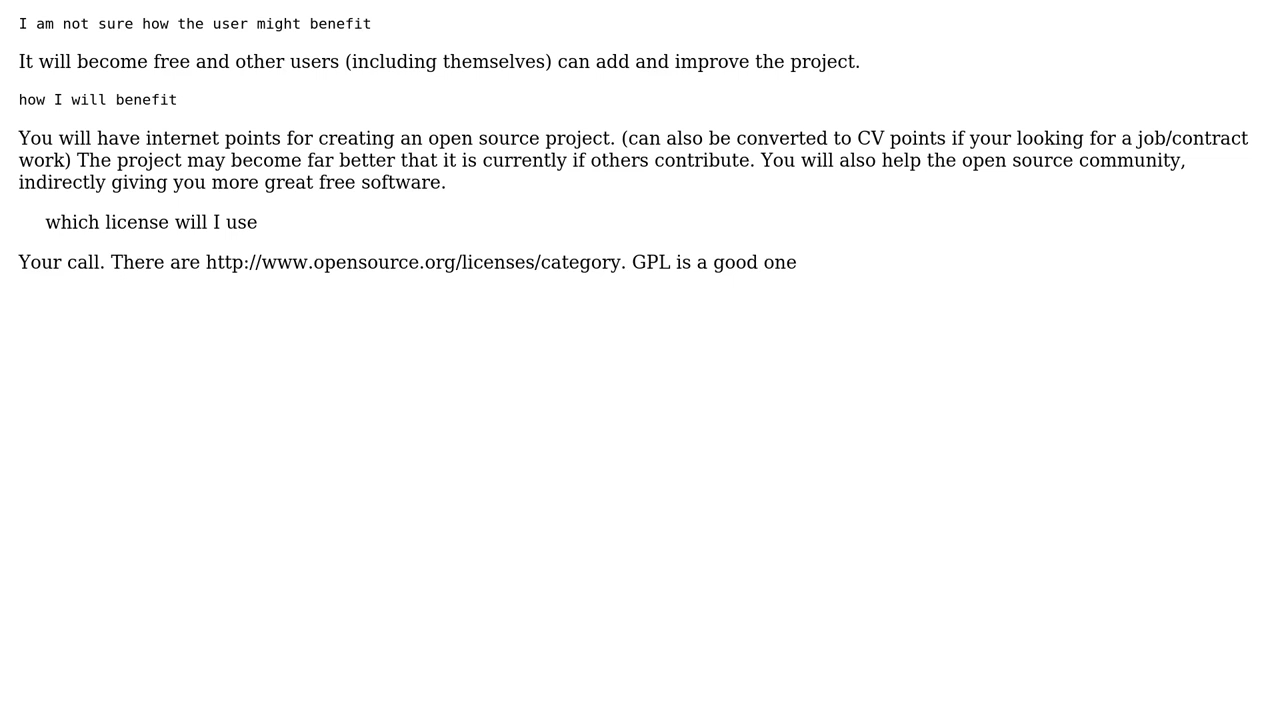 I am not sure how the user might benefit
It will become free and other users (including themselves) can add and improve the project.
how I will benefit
You will have internet points for creating an open source project. (can also be converted to CV points if your looking for a job/contract
work) The project may become far better that it is currently if others contribute. You will also help the open source community,
indirectly giving you more great free software.
which license will I use
Your call. There are http://www.opensource.org/licenses/category. GPL is a good one